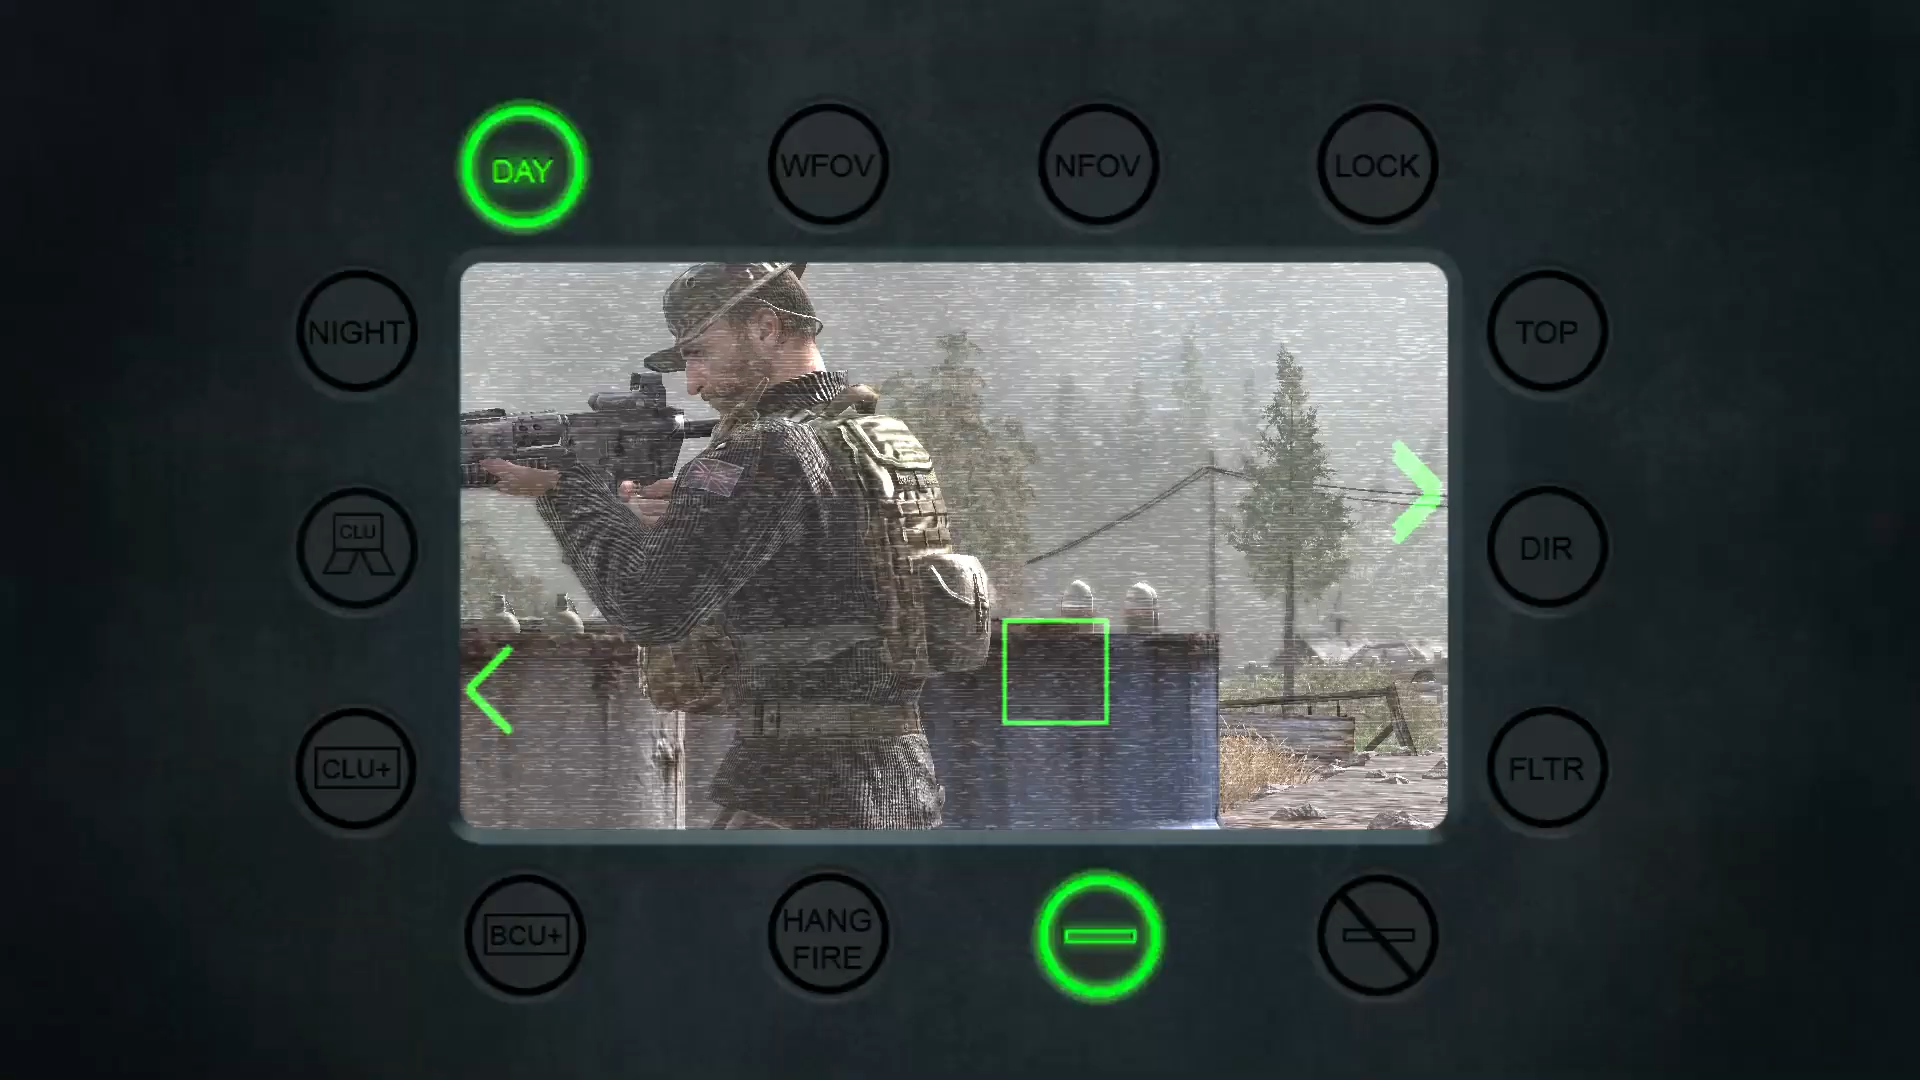 DAY
WFOV
NFOV
LOCK
NIGHT
TOP
CLU
DIR
CLU+
FLTR
BCU+
HANG
FIRE